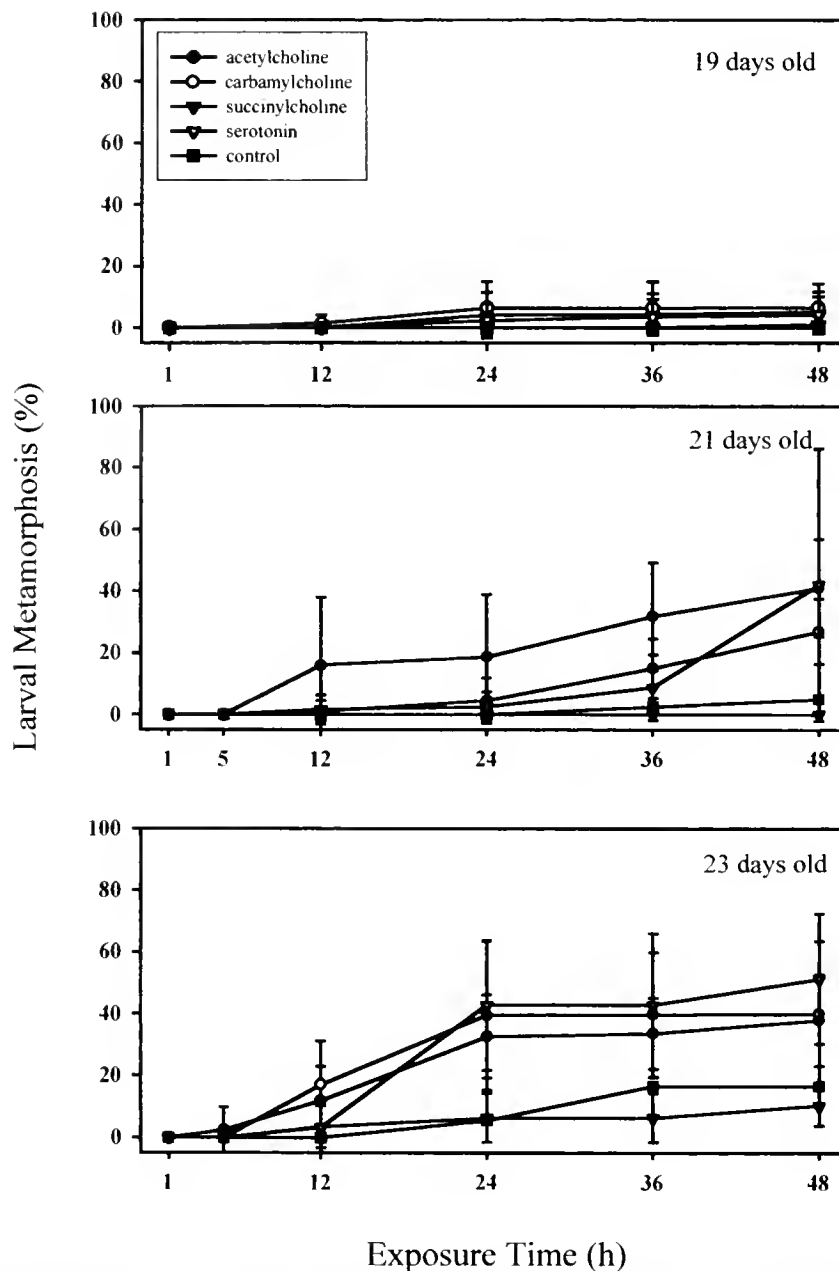 100
80
60
40
20
0
acetylcholine
carbamylcholine
succinylcholine
serotonin
control
19 days old
1 12 24 36 48
Larval Metamorphosis (%)
100
80
60
40
20
0
21 days old
1 5 12 24 36 48
100
80
60
40
20
0
23 days old
1 12 24 36 48
Exposure Time (h)